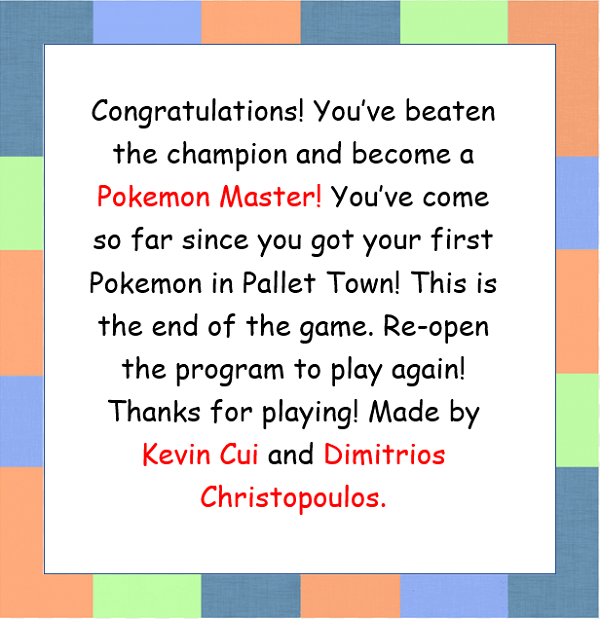 Congratulations! You’ve beaten
the champion and become a
Pokemon Master! You’ve come
so far since you got your first
Pokemon in Pallet Town! This is
the end of the game. Re-open
the program to play again!
Thanks for playing! Made by
Kevin Cui and Dimitrios
Christopoulos.